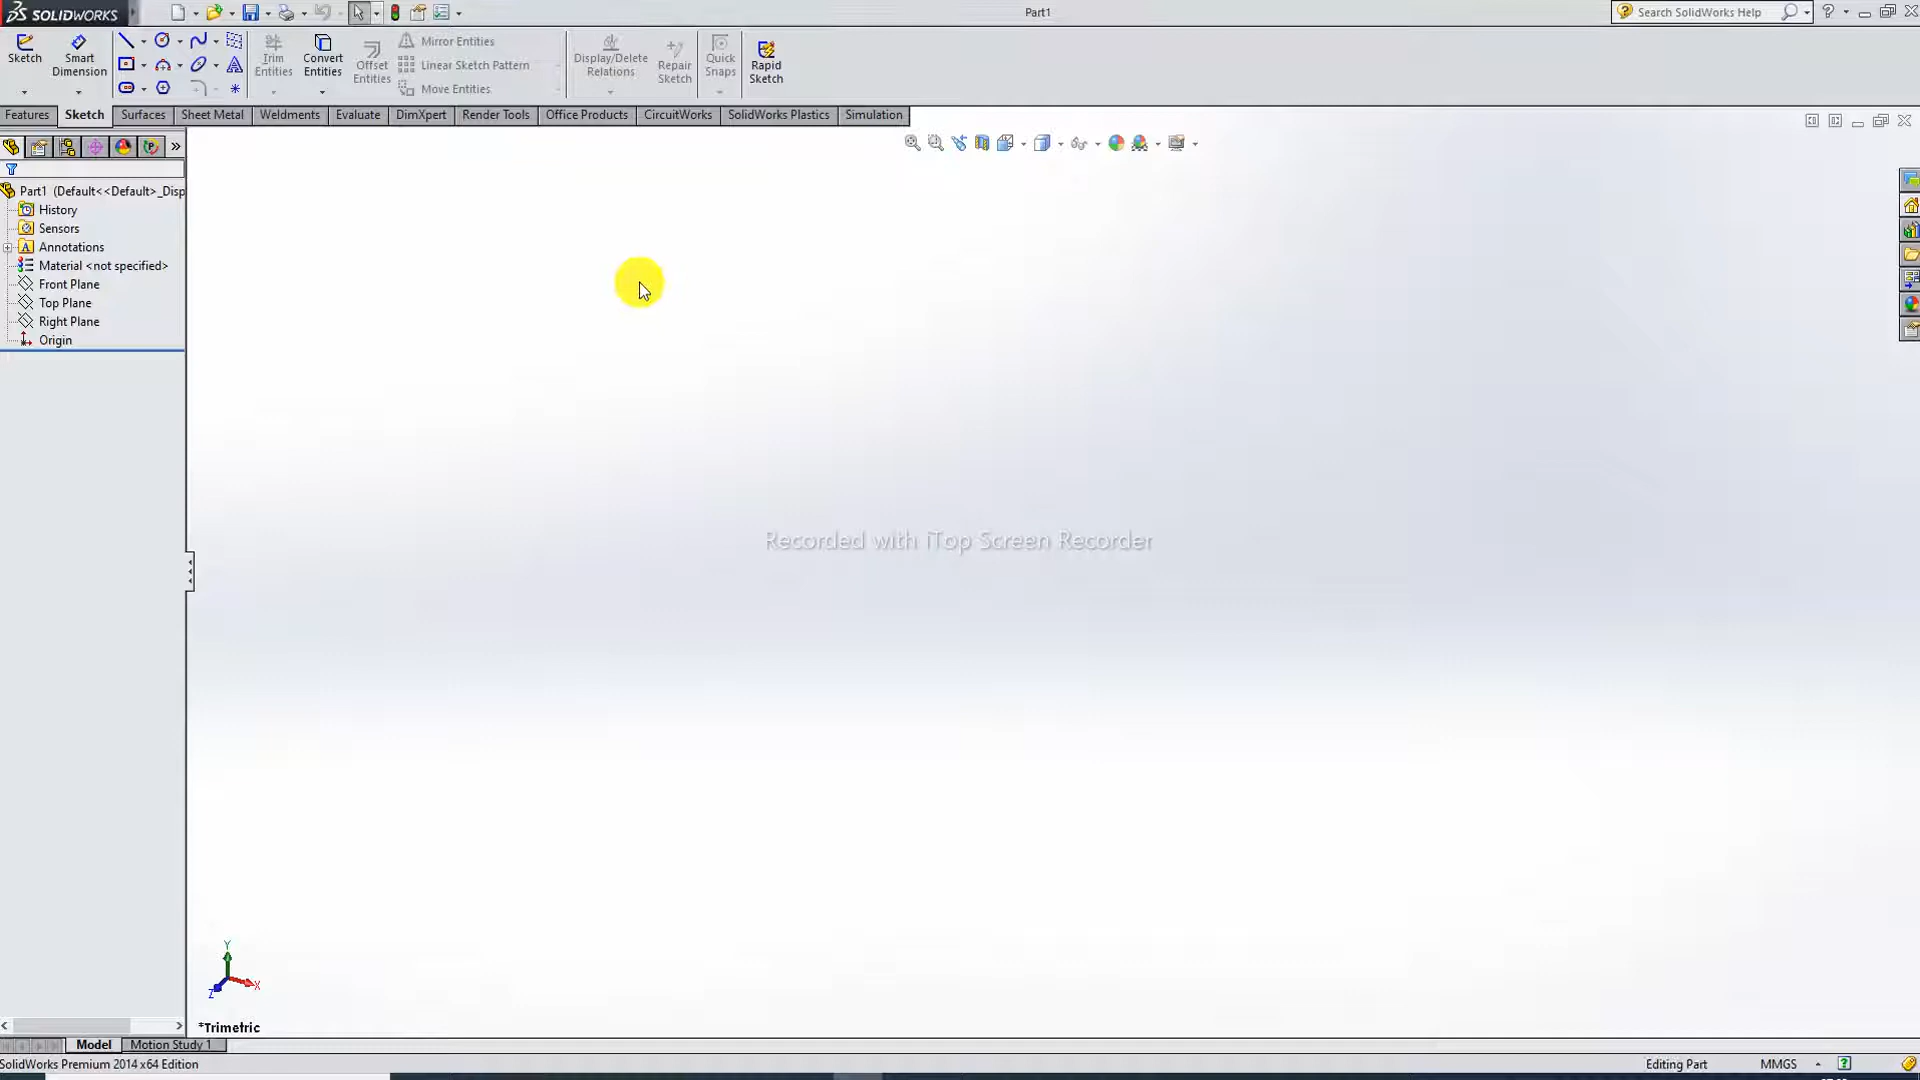 SOLIDWORKS
Part1
Search SolidWorks Help
Sketch
Smart Dimension
Trim Entities
Convert Entities
Offset Entities
Mirror Entities
Linear Sketch Pattern
Move Entities
Display/Delete Relations
Repair Sketch
Quick Snaps
Rapid Sketch
Features
Sketch
Surfaces
Sheet Metal
Weldments
Evaluate
DimXpert
Render Tools
Office Products
CircuitWorks
SolidWorks Plastics
Simulation
Part1 (Default<<Default>_Disp
History
Sensors
Annotations
Material <not specified>
Front Plane
Top Plane
Right Plane
Origin
Recorded with iTop Screen Recorder
Y
X
Z
*Trimetric
Model
Motion Study 1
SolidWorks Premium 2014 x64 Edition
Editing Part
MMGS